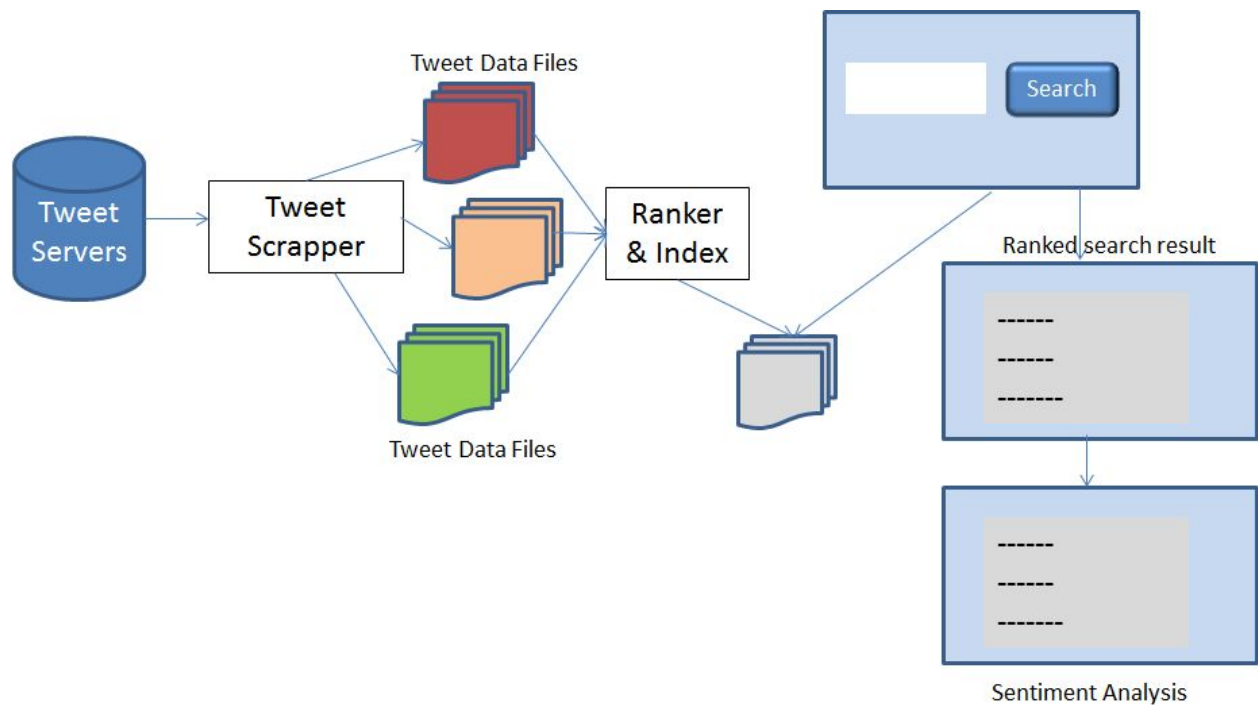 Tweet Data Files
Search
Tweet
Servers
Tweet
Scrapper
Ranker
& Index
Ranked search result
------
------
-------
Tweet Data Files
------
------
-------
Sentiment Analysis